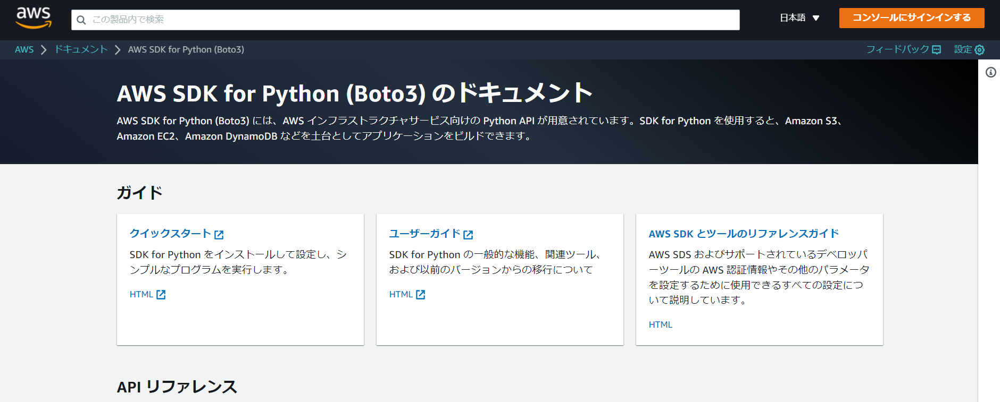 aws
この製品内で検索
日本語
コンソールにサインインする
AWS
ドキュメント
AWS SDK for Python (Boto3)
フィードバック
設定
AWS SDK for Python (Boto3) のドキュメント
AWS SDK for Python (Boto3) には、AWS インフラストラクチャサービス向けの Python API が用意されています。SDK for Python を使用すると、Amazon S3、
Amazon EC2、Amazon DynamoDB などを土台としてアプリケーションをビルドできます。
ガイド
クイックスタート
SDK for Python をインストールして設定し、シ
ンプルなプログラムを実行します。
HTML
ユーザーガイド
SDK for Python の一般的な機能、関連ツール、
および以前のバージョンからの移行について
HTML
AWS SDK とツールのリファレンスガイド
AWS SDS およびサポートされているデベロッパ
ーツールの AWS 認証情報やその他のパラメータ
を設定するために使用できるすべての設定につ
いて説明しています。
HTML
API リファレンス